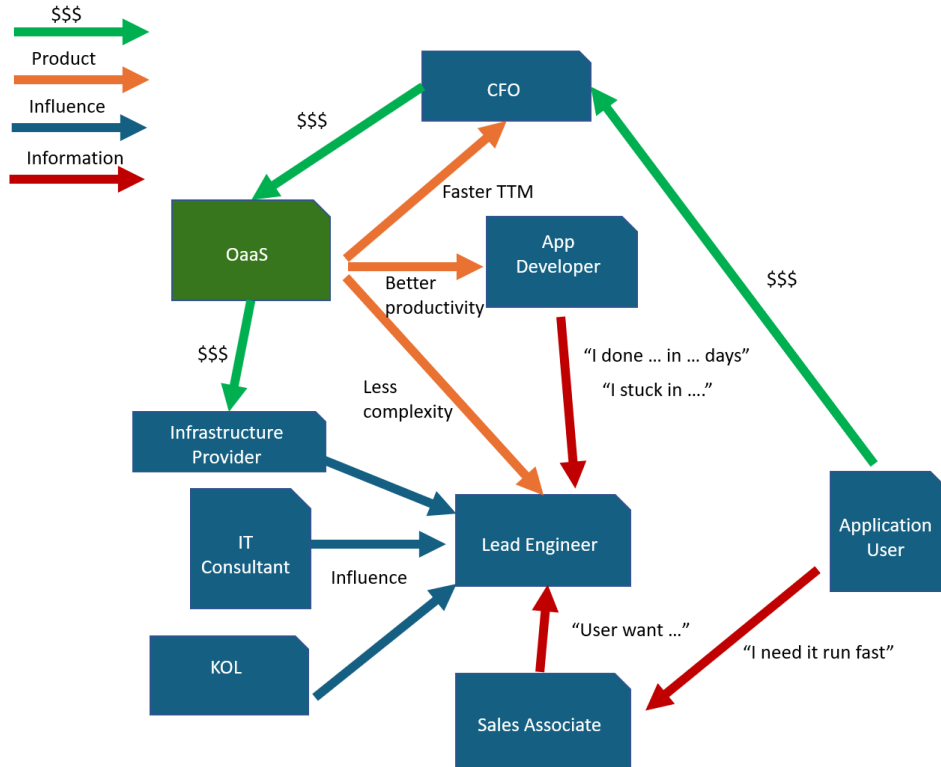 $$$
Product
Influence
Information
CFO
$$$
Faster TTM
OaaS
App
Developer
Better
productivity
$$$
$$$
“I done ... in ... days”
“I stuck in ....”
Less
complexity
Infrastructure
Provider
IT
Consultant
Influence
Lead Engineer
Application
User
KOL
“User want ...”
“I need it run fast”
Sales Associate